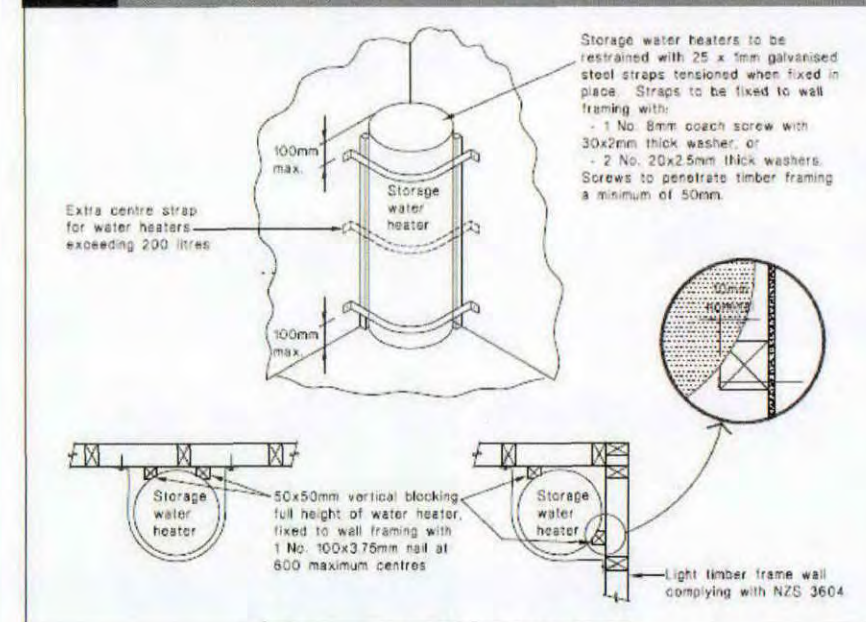 Storage water heaters to be
restrained with 25 x 1mm galvanised
steel straps tensioned when fixed in
place. Straps to be fixed to wall
framing with:
- 1 No. 8mm coach screw with
30x2mm thick washer, or
- 2 No. 20x2.5mm thick washers.
Screws to penetrate timber framing
a minimum of 50mm.
100mm
max.
Storage
water
heater
Extra centre strap
for water heaters
exceeding 200 litres
100mm
max.
10mm
Storage
water
heater
50x50mm vertical blocking
full height of water heater,
fixed to wall framing with
1 No. 100x3.75mm nail at
600 maximum centres
Storage
water
heater
Light timber frame wall
complying with NZS 3604